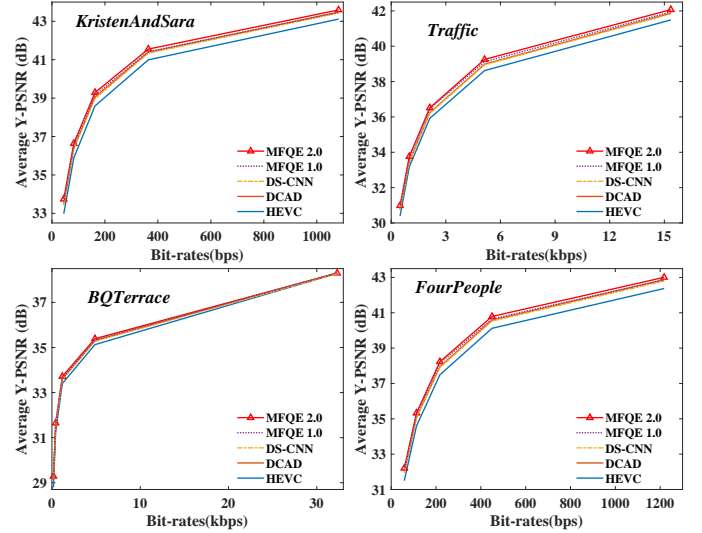 KristenAndSara
Average Y-PSNR (dB)
43
41
39
37
35
33
MFQE 2.0
MFQE 1.0
DS-CNN
DCAD
HEVC
0 200 400 600 800 1000
Bit-rates(bps)
Traffic
Average Y-PSNR (dB)
42
40
38
36
34
32
30
MFQE 2.0
MFQE 1.0
DS-CNN
DCAD
HEVC
0 3 6 9 12 15
Bit-rates(kbps)
BQTerrace
Average Y-PSNR (dB)
37
35
33
31
29
MFQE 2.0
MFQE 1.0
DS-CNN
DCAD
HEVC
0 10 20 30
Bit-rates(kbps)
FourPeople
Average Y-PSNR (dB)
43
41
39
37
35
33
31
MFQE 2.0
MFQE 1.0
DS-CNN
DCAD
HEVC
0 200 400 600 800 1000 1200
Bit-rates(bps)